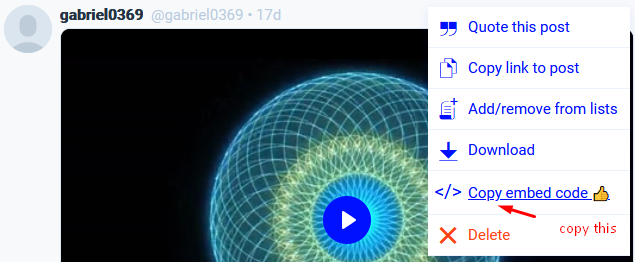 gabriel0369 @gabriel0369 • 17d
Quote this post
Copy link to post
Add/remove from lists
Download
</> Copy embed code 👍
copy this
Delete